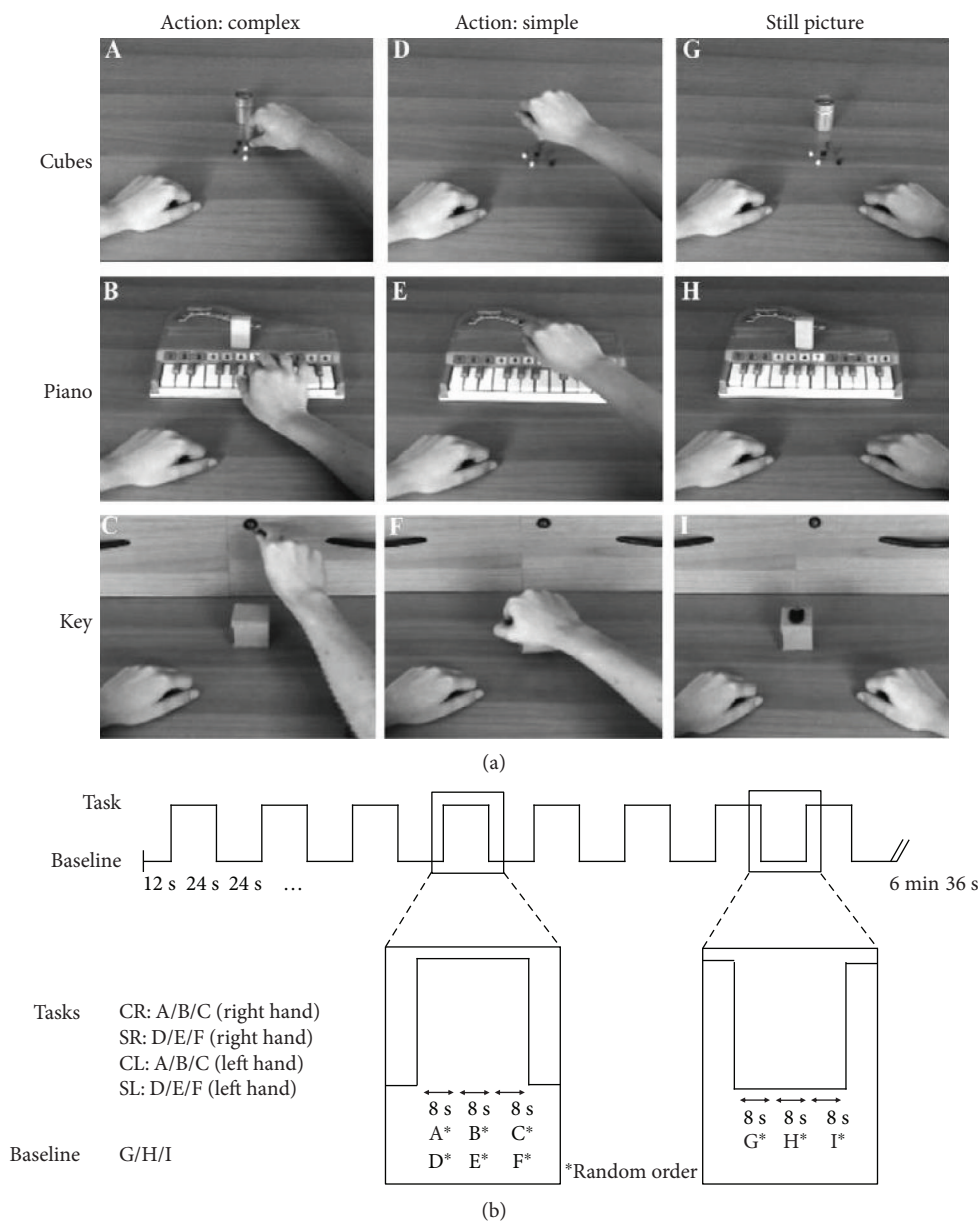 Action: complex
Action: simple
Still picture
Cubes
A
D
G
Piano
B
E
H
Key
C
F
I
(a)
Task
Baseline
12 s 24 s 24 s …
6 min 36 s
Tasks
CR: A/B/C (right hand)
SR: D/E/F (right hand)
CL: A/B/C (left hand)
SL: D/E/F (left hand)
Baseline
G/H/I
8 s 8 s 8 s
A* B* C*
D* E* F*
*Random order
8 s 8 s 8 s
G* H* I*
(b)